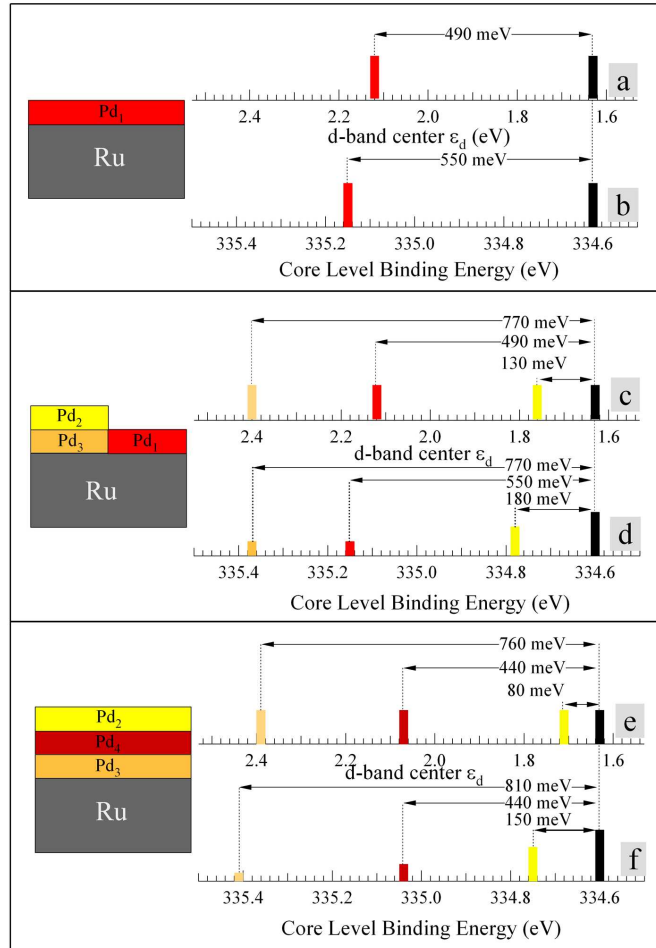 490 meV
a
Pd1
Ru
2.4 2.2 2.0 1.8 1.6
d-band center εd (eV)
550 meV
b
335.4 335.2 335.0 334.8 334.6
Core Level Binding Energy (eV)
770 meV
490 meV
130 meV
c
Pd2
Pd3 Pd1
Ru
2.4 2.2 2.0 1.8 1.6
d-band center εd
770 meV
550 meV
180 meV
d
335.4 335.2 335.0 334.8 334.6
Core Level Binding Energy (eV)
760 meV
440 meV
80 meV
e
Pd2
Pd4
Pd3
Ru
2.4 2.2 2.0 1.8 1.6
d-band center εd
810 meV
440 meV
150 meV
f
335.4 335.2 335.0 334.8 334.6
Core Level Binding Energy (eV)